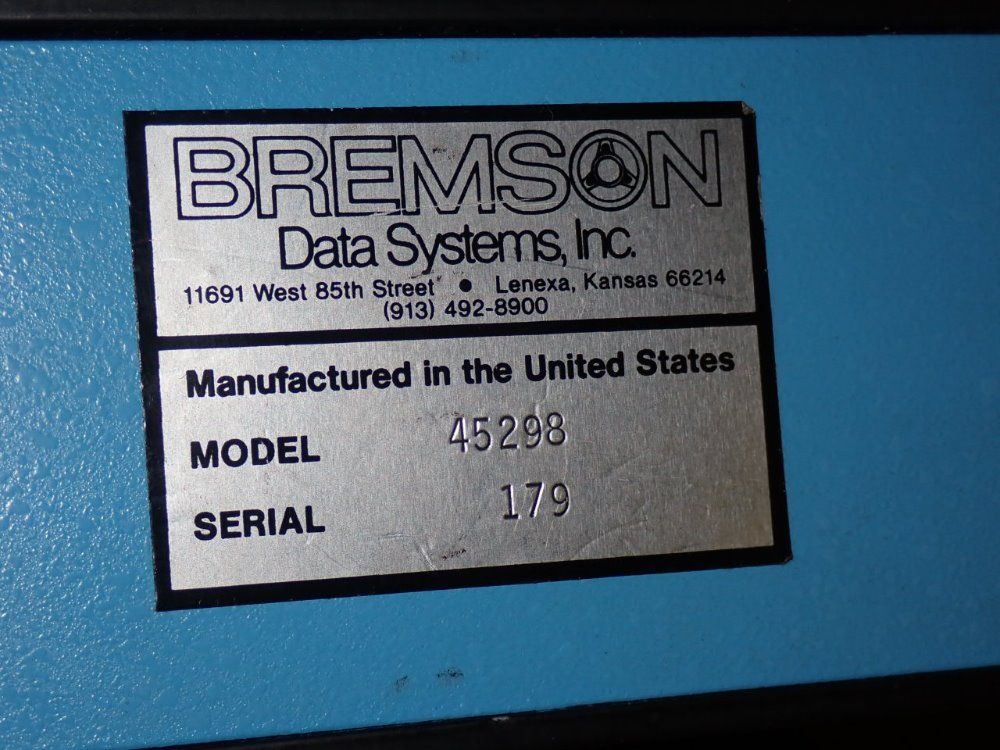 BREMSON
Data Systems, Inc.
11691 West 85th Street • Lenexa, Kansas 66214
(913) 492-8900
Manufactured in the United States
MODEL 45298
SERIAL 179